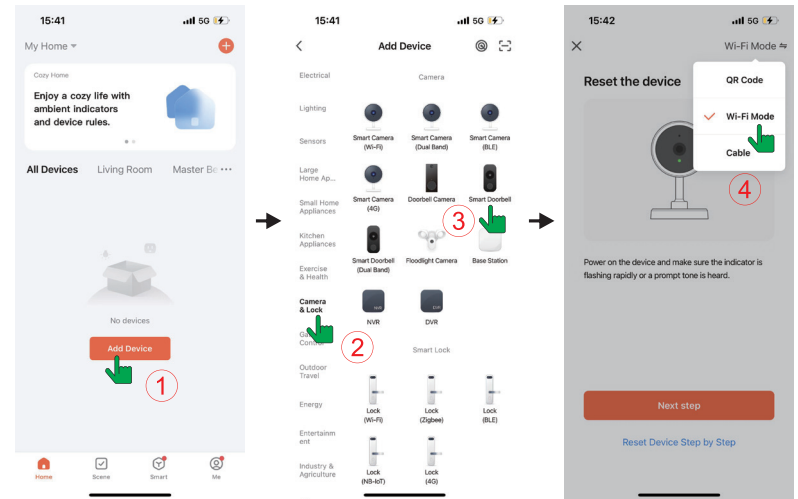 15:41
5G
My Home
Cozy Home
Enjoy a cozy life with
ambient indicators
and device rules.
All Devices Living Room Master Be
No devices
Add Device
1
Home Scene Smart Me
15:41
5G
Add Device
Electrical
Lighting
Sensors
Large
Home Ap...
Small Home
Appliances
Kitchen
Appliances
Exercise
& Health
Camera
& Lock
2
Outdoor
Travel
Energy
Entertainm
ent
Industry &
Agriculture
Camera
Smart Camera
(Wi-Fi)
Smart Camera
(Dual Band)
Smart Camera
(BLE)
Smart Camera
(4G)
Doorbell Camera
Smart Doorbell
3
Smart Doorbell
(Dual Band)
Floodlight Camera
Base Station
NVR
DVR
Smart Lock
Lock
(Wi-Fi)
Lock
(Zigbee)
Lock
(BLE)
Lock
(NB-IoT)
Lock
(4G)
15:42
5G
Wi-Fi Mode
Reset the device
QR Code
Wi-Fi Mode
Cable
4
Power on the device and make sure the indicator is
flashing rapidly or a prompt tone is heard.
Next step
Reset Device Step by Step